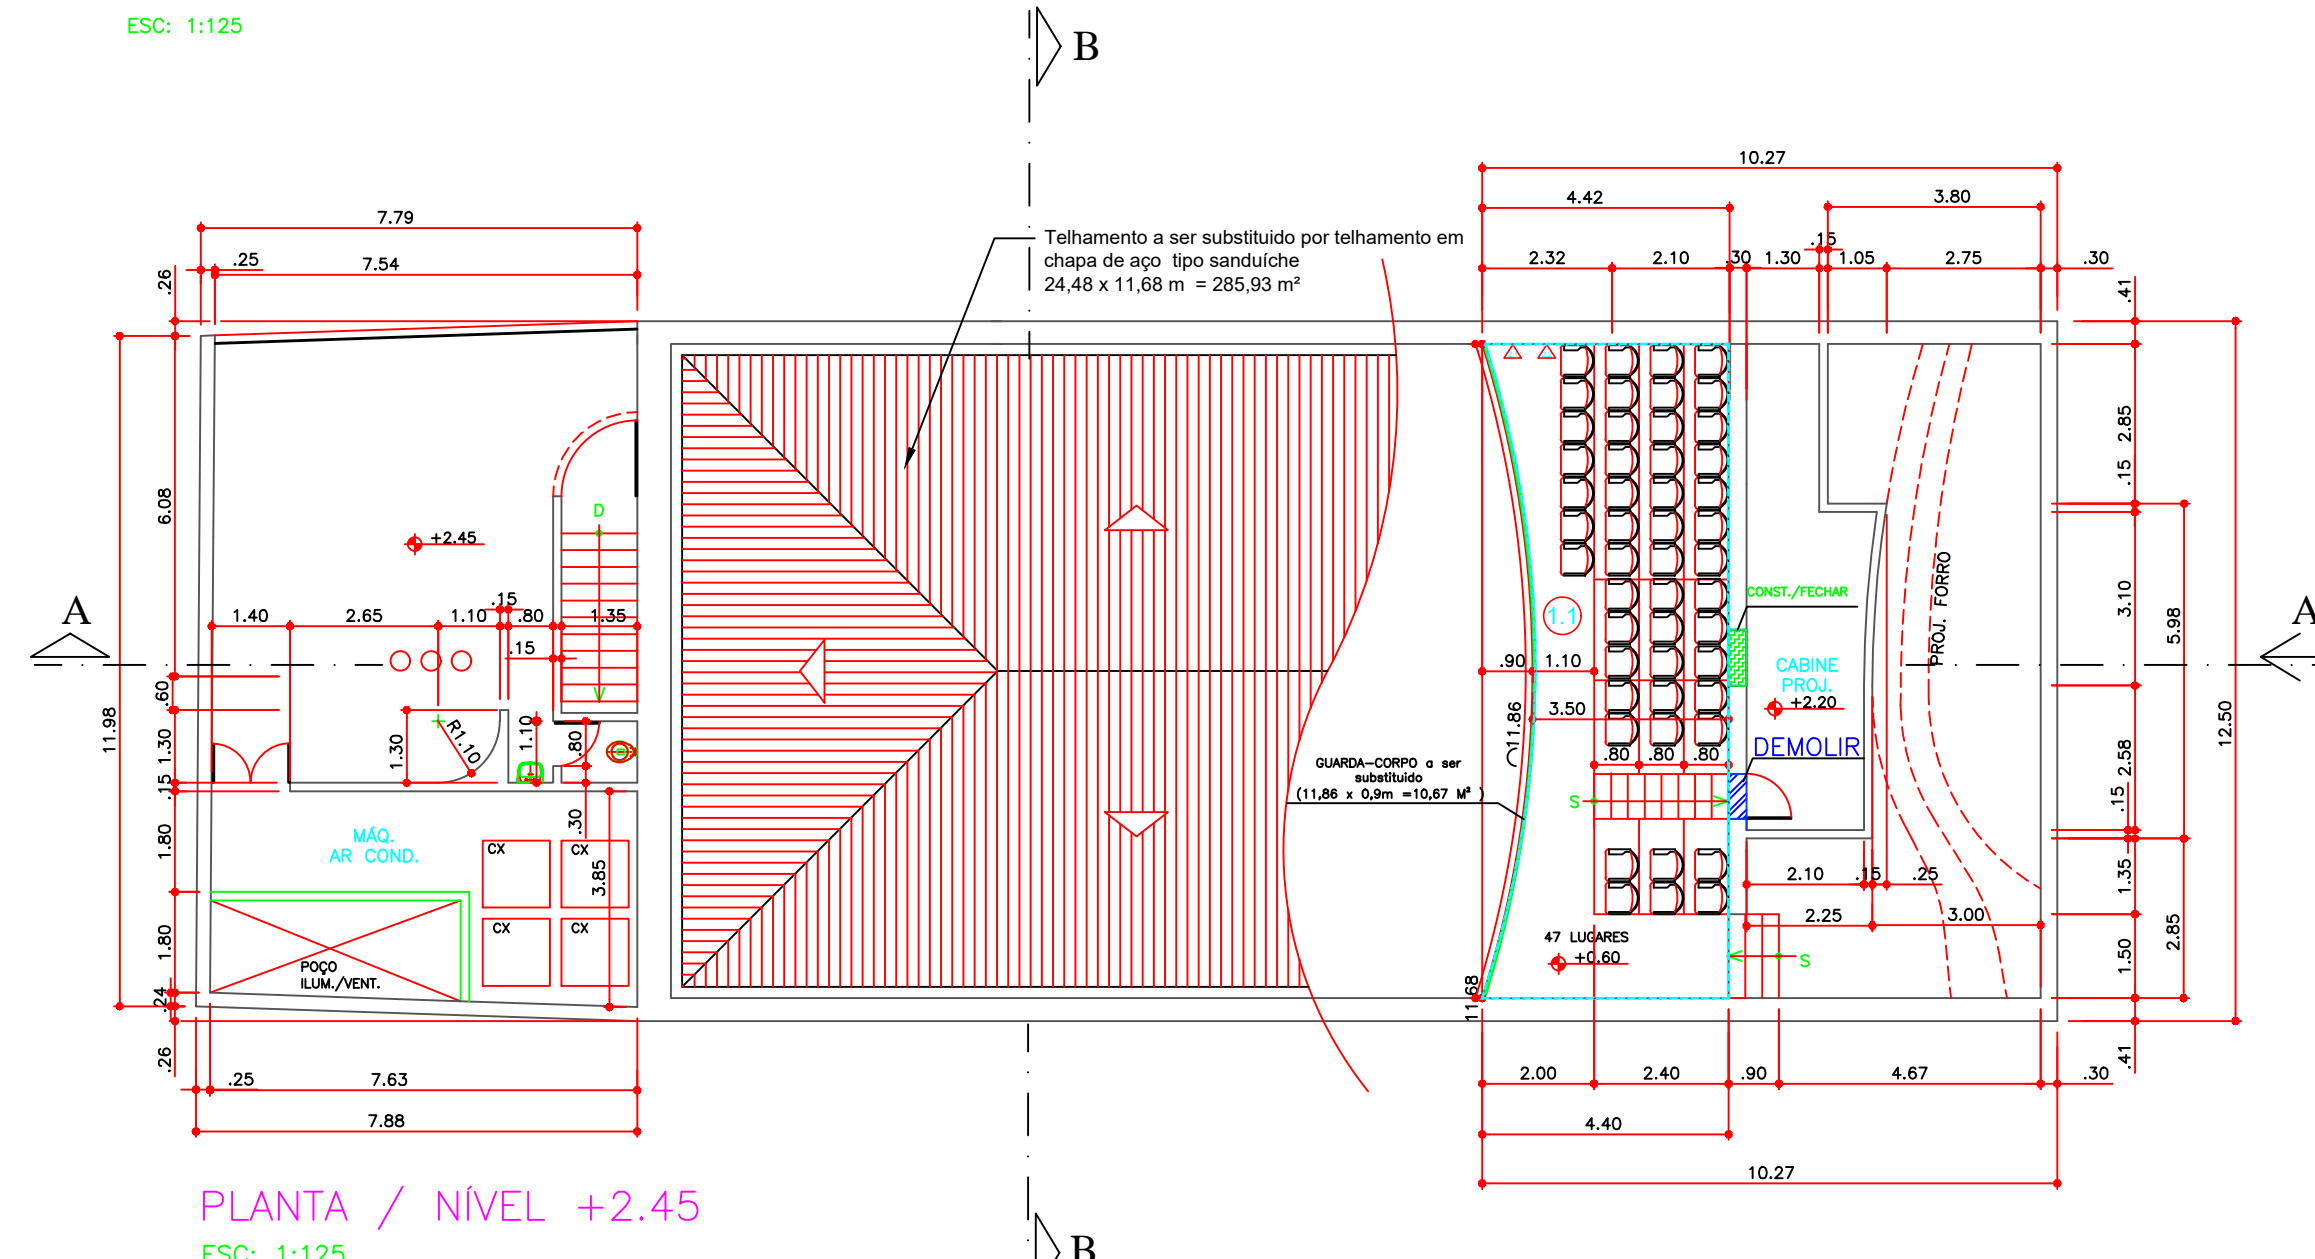 ESC: 1:125
B
10.27
4.42
3.80
7.79
.15
.25
7.54
2.32
2.10
.30
1.30
1.05
2.75
.30
.26
.41
Telhamento a ser substituido por telhamento em
chapa de aço tipo sanduíche
24,48 x 11,68 m = 285,93 m²
2.85
.15
6.08
D
+2.45
PROJ. FORRO
CONST./FECHAR
3.10
5.98
A
A
.15
1.40
2.65
1.10
.80
1.35
.15
1.1
.90
1.10
CABINE
PROJ.
+2.20
.60
11.98
12.50
3.50
11.86
R1.10
1.30
1.30
1.10
.80
DEMOLIR
.80
.80
.80
2.58
GUARDA-CORPO a ser
substituido
(11,86 x 0,9m =10,67 M²)
.15
.15
S
.30
MÁQ.
AR COND.
1.80
CX
CX
3.85
2.10
.15
.25
1.35
2.25
3.00
CX
CX
1.80
47 LUGARES
+0.60
S
1.50
2.85
POÇO
ILUM./VENT.
.24
11.68
.26
.41
.25
7.63
2.00
2.40
.90
4.67
.30
7.88
4.40
10.27
PLANTA / NÍVEL +2.45
ESC: 1:125
B